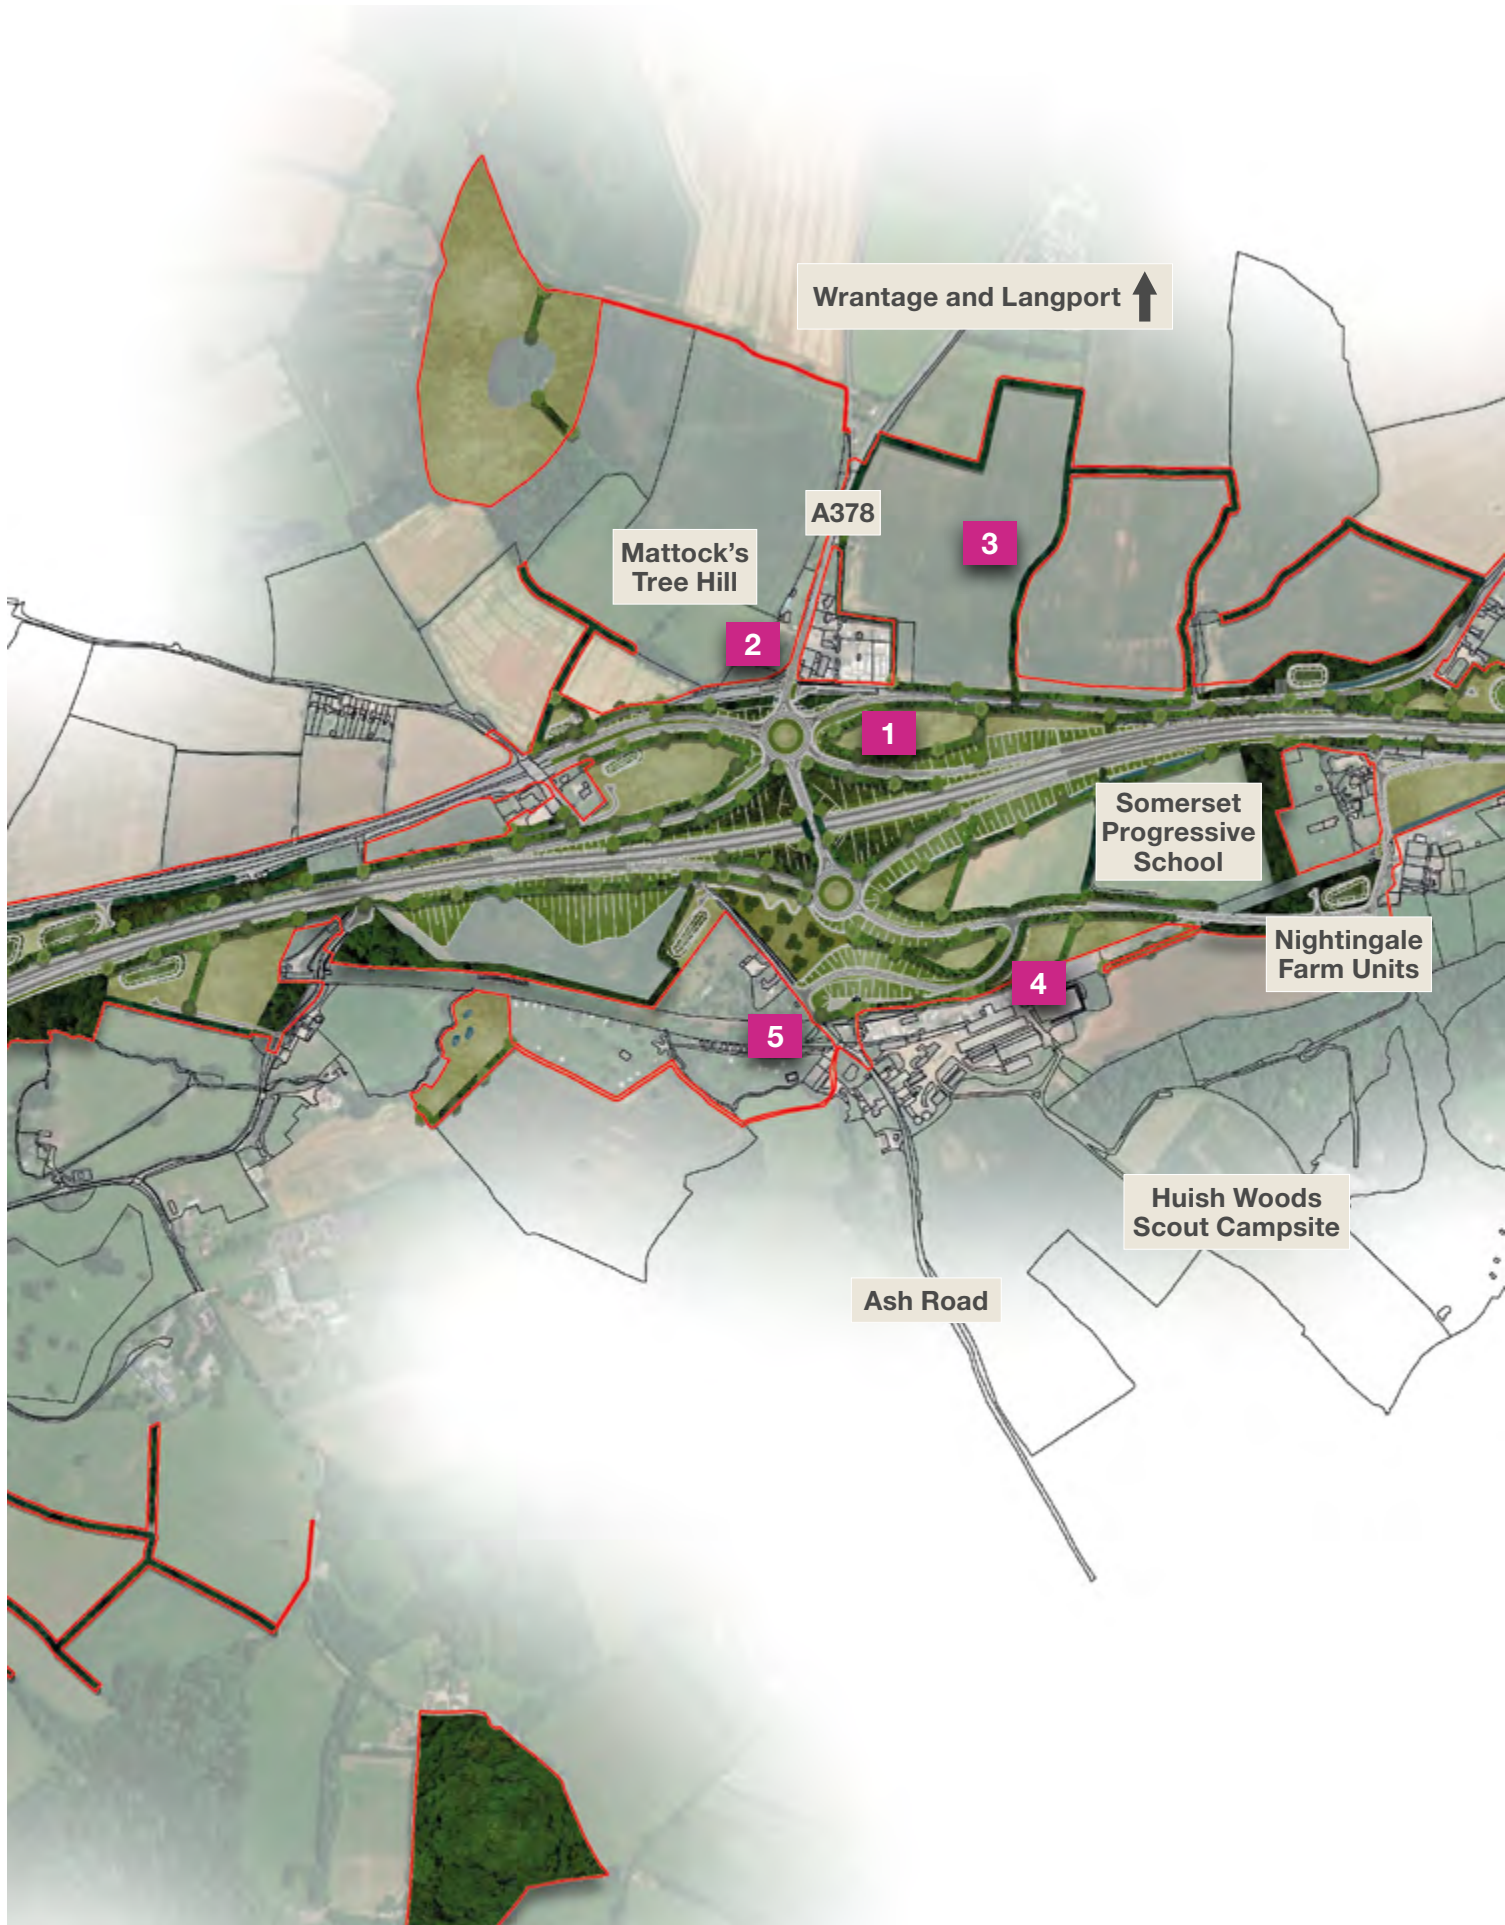 Wrantage and Langport
A378
3
Mattock's
Tree Hill
2
1
Somerset
Progressive
School
Nightingale
Farm Units
4
5
Huish Woods
Scout Campsite
Ash Road